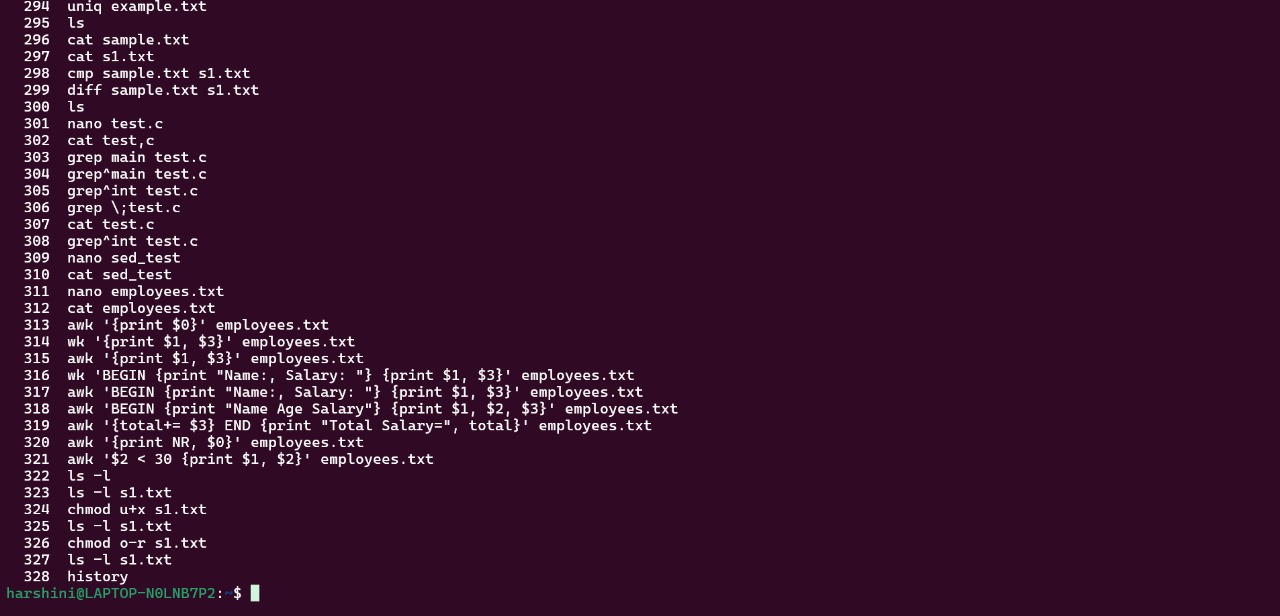 294  uniq example.txt
295  ls
296  cat sample.txt
297  cat s1.txt
298  cmp sample.txt s1.txt
299  diff sample.txt s1.txt
300  ls
301  nano test.c
302  cat test,c
303  grep main test.c
304  grep^main test.c
305  grep^int test.c
306  grep \;test.c
307  cat test.c
308  grep^int test.c
309  nano sed_test
310  cat sed_test
311  nano employees.txt
312  cat employees.txt
313  awk '{print $0}' employees.txt
314  wk '{print $1, $3}' employees.txt
315  awk '{print $1, $3}' employees.txt
316  wk 'BEGIN {print "Name:, Salary: "} {print $1, $3}' employees.txt
317  awk 'BEGIN {print "Name:, Salary: "} {print $1, $3}' employees.txt
318  awk 'BEGIN {print "Name Age Salary"} {print $1, $2, $3}' employees.txt
319  awk '{total+= $3} END {print "Total Salary=", total}' employees.txt
320  awk '{print NR, $0}' employees.txt
321  awk '$2 < 30 {print $1, $2}' employees.txt
322  ls -l
323  ls -l s1.txt
324  chmod u+x s1.txt
325  ls -l s1.txt
326  chmod o-r s1.txt
327  ls -l s1.txt
328  history
harshini@LAPTOP-N0LNB7P2:~$